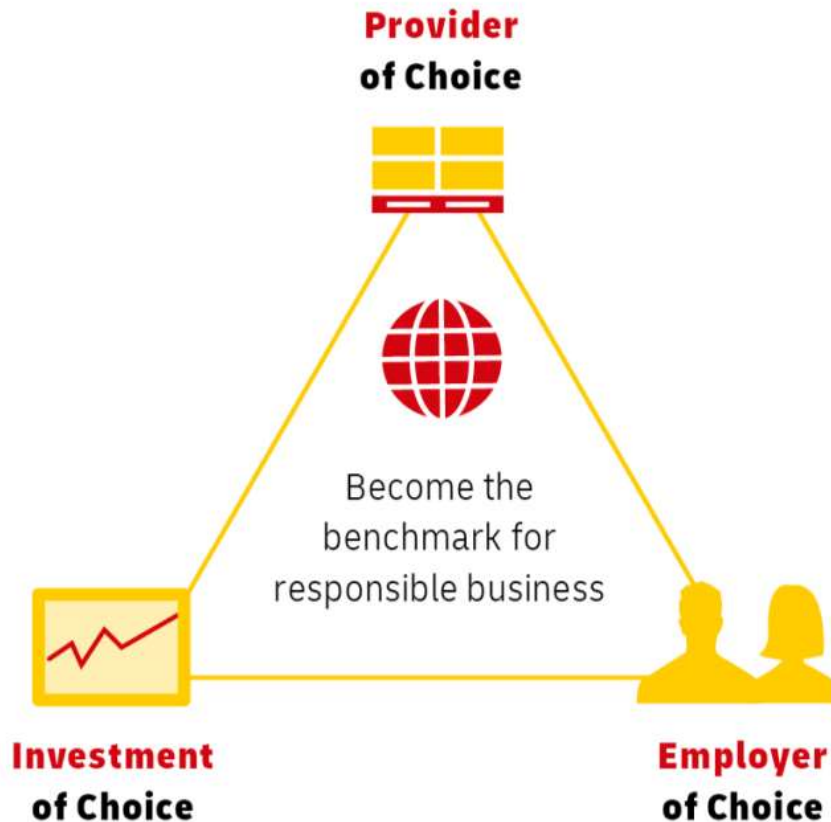 Provider
of Choice
Become the
benchmark for
responsible business
Investment
of Choice
Employer
of Choice